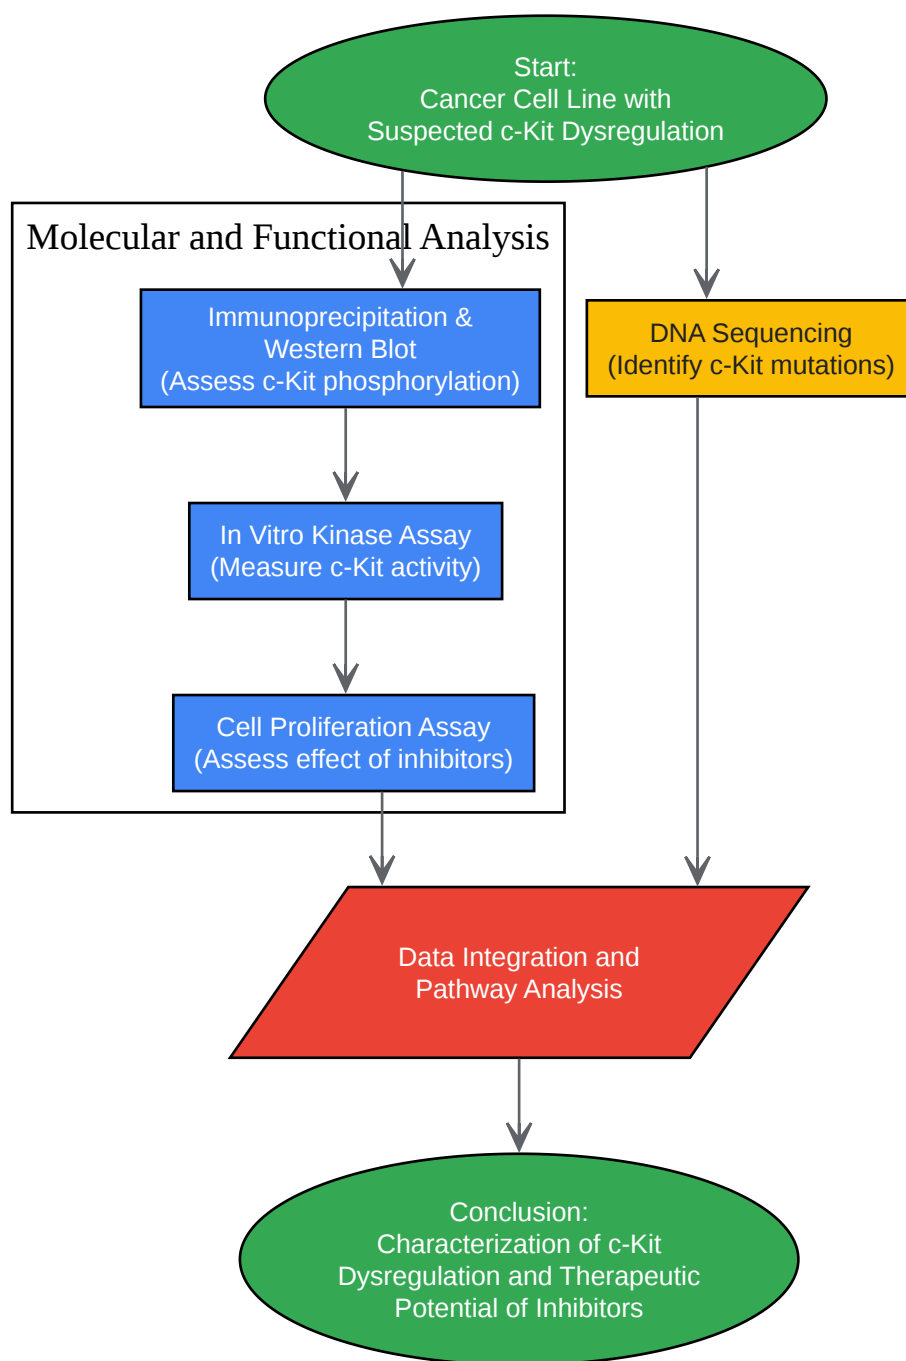 Start:
Cancer Cell Line with
Suspected c-Kit Dysregulation
Molecular and Functional Analysis
Immunoprecipitation &
Western Blot
(Assess c-Kit phosphorylation)
DNA Sequencing
(Identify c-Kit mutations)
In Vitro Kinase Assay
(Measure c-Kit activity)
Cell Proliferation Assay
(Assess effect of inhibitors)
Data Integration and
Pathway Analysis
Conclusion:
Characterization of c-Kit
Dysregulation and Therapeutic
Potential of Inhibitors